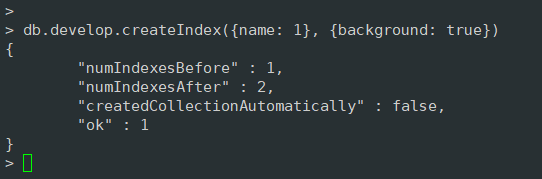 >
> db.develop.createIndex({name: 1}, {background: true})
{
        "numIndexesBefore" : 1,
        "numIndexesAfter" : 2,
        "createdCollectionAutomatically" : false,
        "ok" : 1
}
>